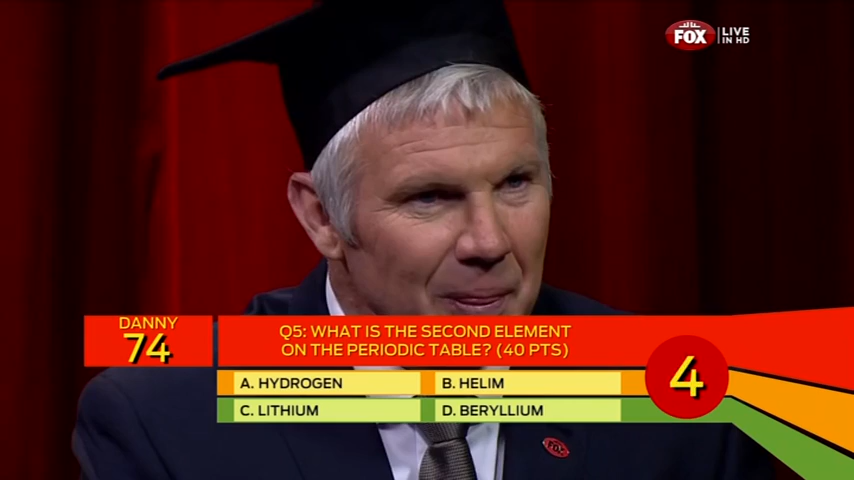 FOX LIVE
IN HD
DANNY
74
Q5: WHAT IS THE SECOND ELEMENT
ON THE PERIODIC TABLE? (40 PTS)
A. HYDROGEN
B. HELIM
C. LITHIUM
D. BERYLLIUM
4
FOX